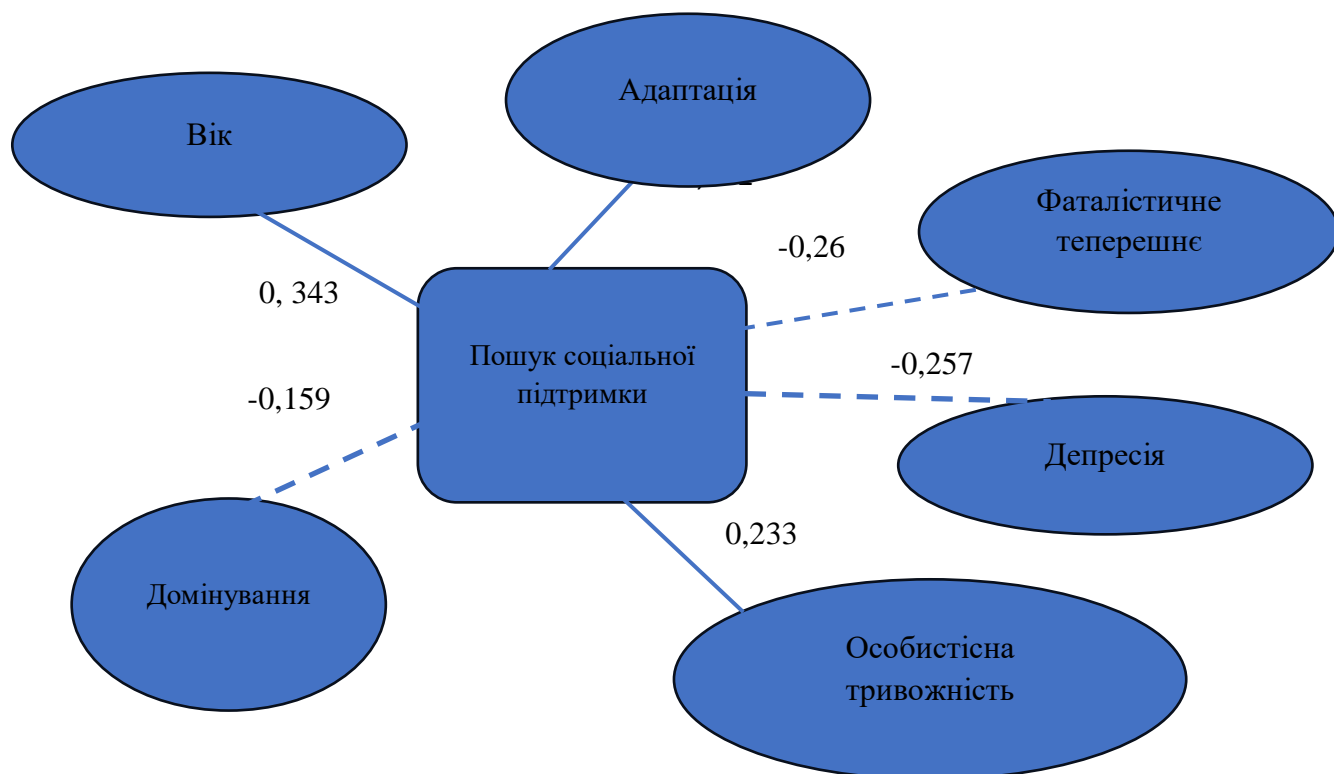 Адаптація
Вік
Фаталістичне
теперешнє
-0,26
0, 343
Пошук соціальної
підтримки
-0,257
-0,159
Депресія
0,233
Домінування
Особистісна
тривожність